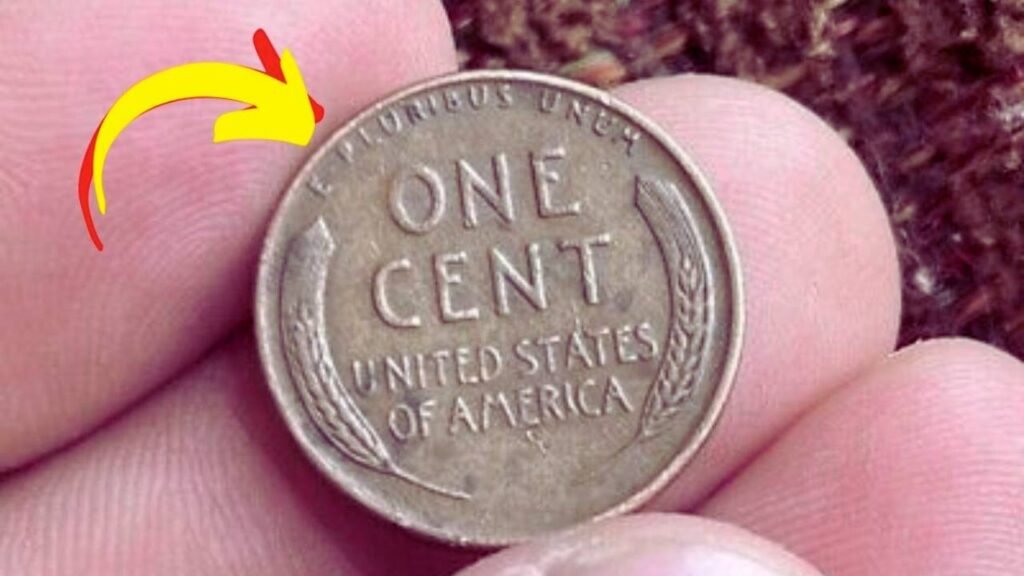 E PLURIBUS UNUM
ONE
CENT
UNITED STATES
OF AMERICA